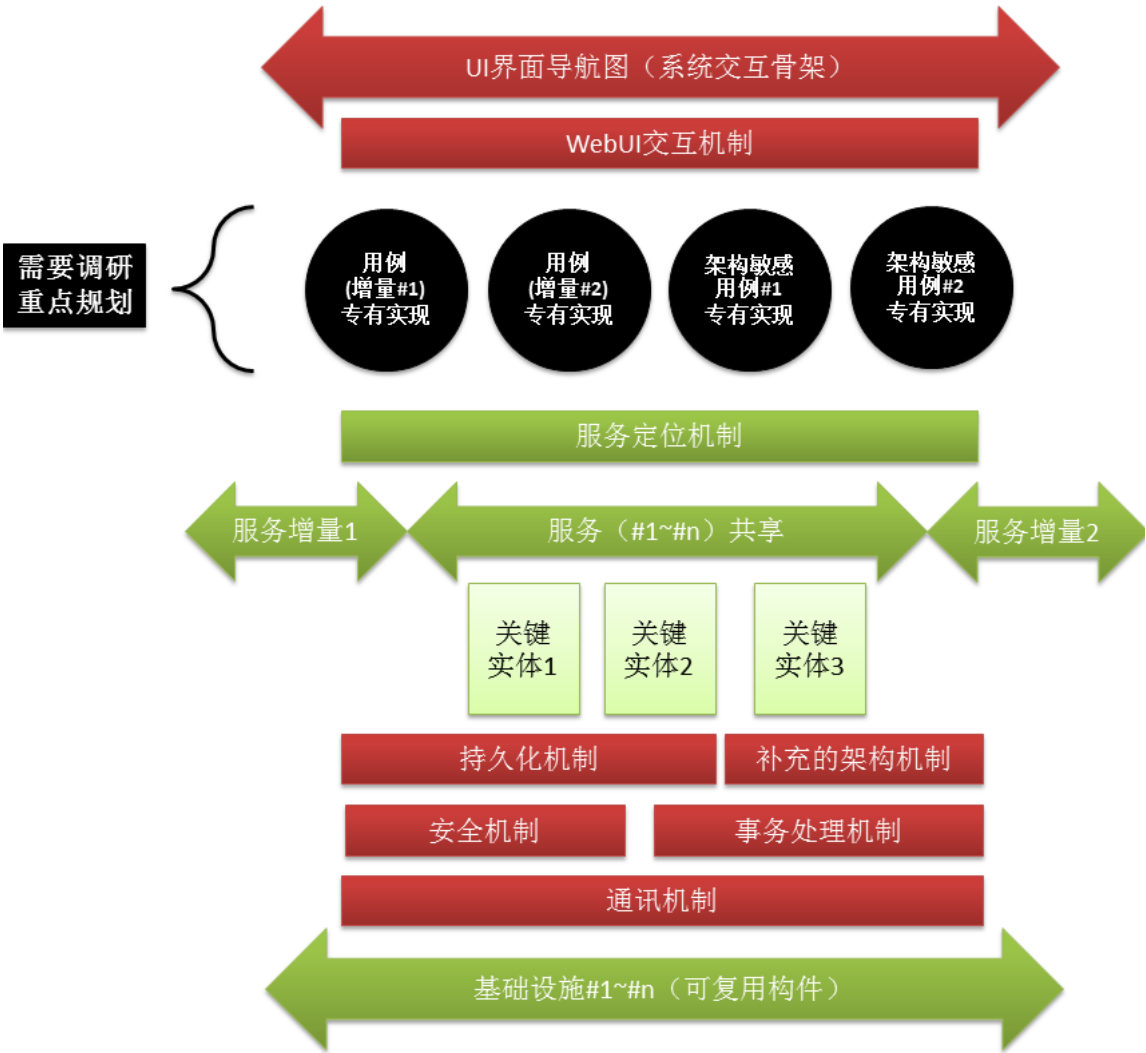 UI界面导航图（系统交互骨架）
WebUI交互机制
需要调研
重点规划
用例
(增量#1)
专有实现
用例
(增量#2)
专有实现
架构敏感
用例#1
专有实现
架构敏感
用例#2
专有实现
服务定位机制
服务增量1
服务（#1~#n）共享
服务增量2
关键
实体1
关键
实体2
关键
实体3
持久化机制
补充的架构机制
安全机制
事务处理机制
通讯机制
基础设施#1~#n（可复用构件）